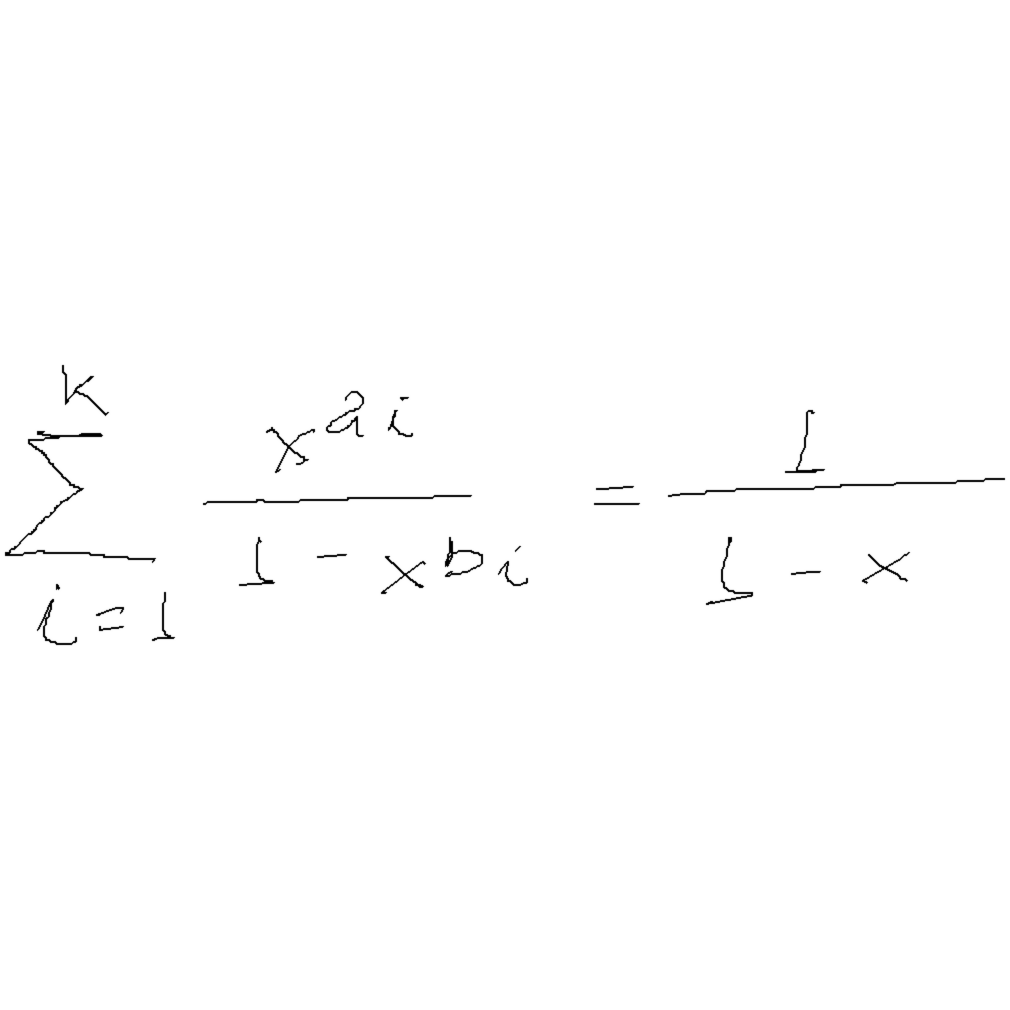 K
∑ x^{a_i} / (1 - x^{b_i}) = 1 / (1 - x)
i=1